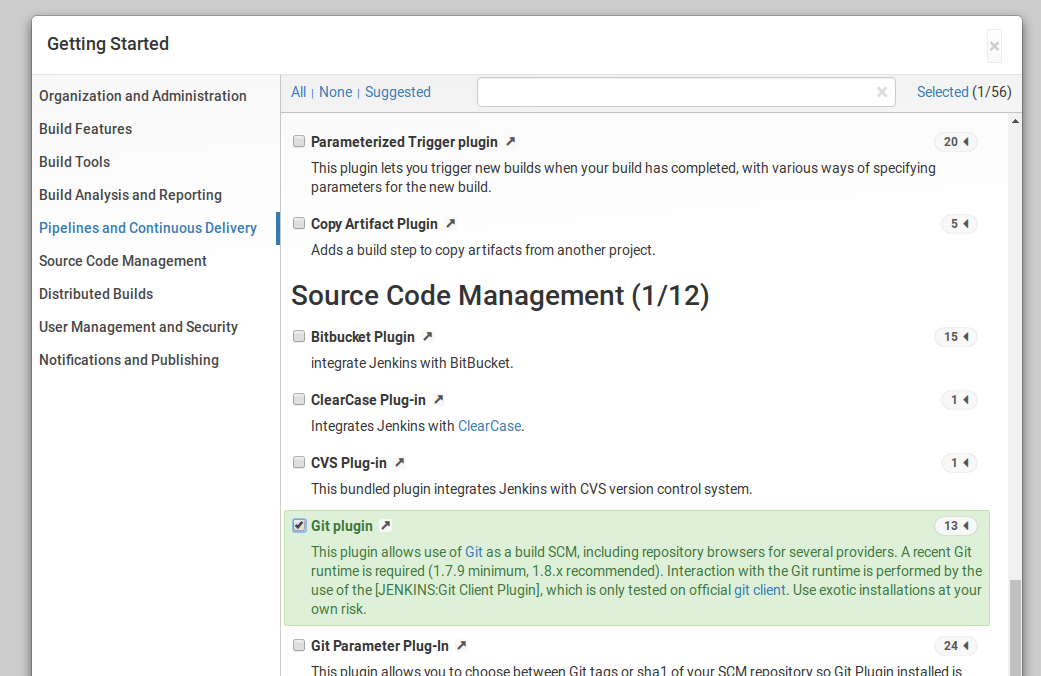 Getting Started
×
Organization and Administration
Build Features
Build Tools
Build Analysis and Reporting
Pipelines and Continuous Delivery
Source Code Management
Distributed Builds
User Management and Security
Notifications and Publishing
All | None | Suggested
×
Selected (1/56)
Parameterized Trigger plugin
20
This plugin lets you trigger new builds when your build has completed, with various ways of specifying
parameters for the new build.
Copy Artifact Plugin
5
Adds a build step to copy artifacts from another project.
Source Code Management (1/12)
Bitbucket Plugin
15
integrate Jenkins with BitBucket.
ClearCase Plug-in
1
Integrates Jenkins with ClearCase.
CVS Plug-in
1
This bundled plugin integrates Jenkins with CVS version control system.
Git plugin
13
This plugin allows use of Git as a build SCM, including repository browsers for several providers. A recent Git
runtime is required (1.7.9 minimum, 1.8.x recommended). Interaction with the Git runtime is performed by the
use of the [JENKINS:Git Client Plugin], which is only tested on official git client. Use exotic installations at your
own risk.
Git Parameter Plug-In
24
This plugin allows you to choose between Git tags or sha1 of your SCM repository so Git Plugin installed is